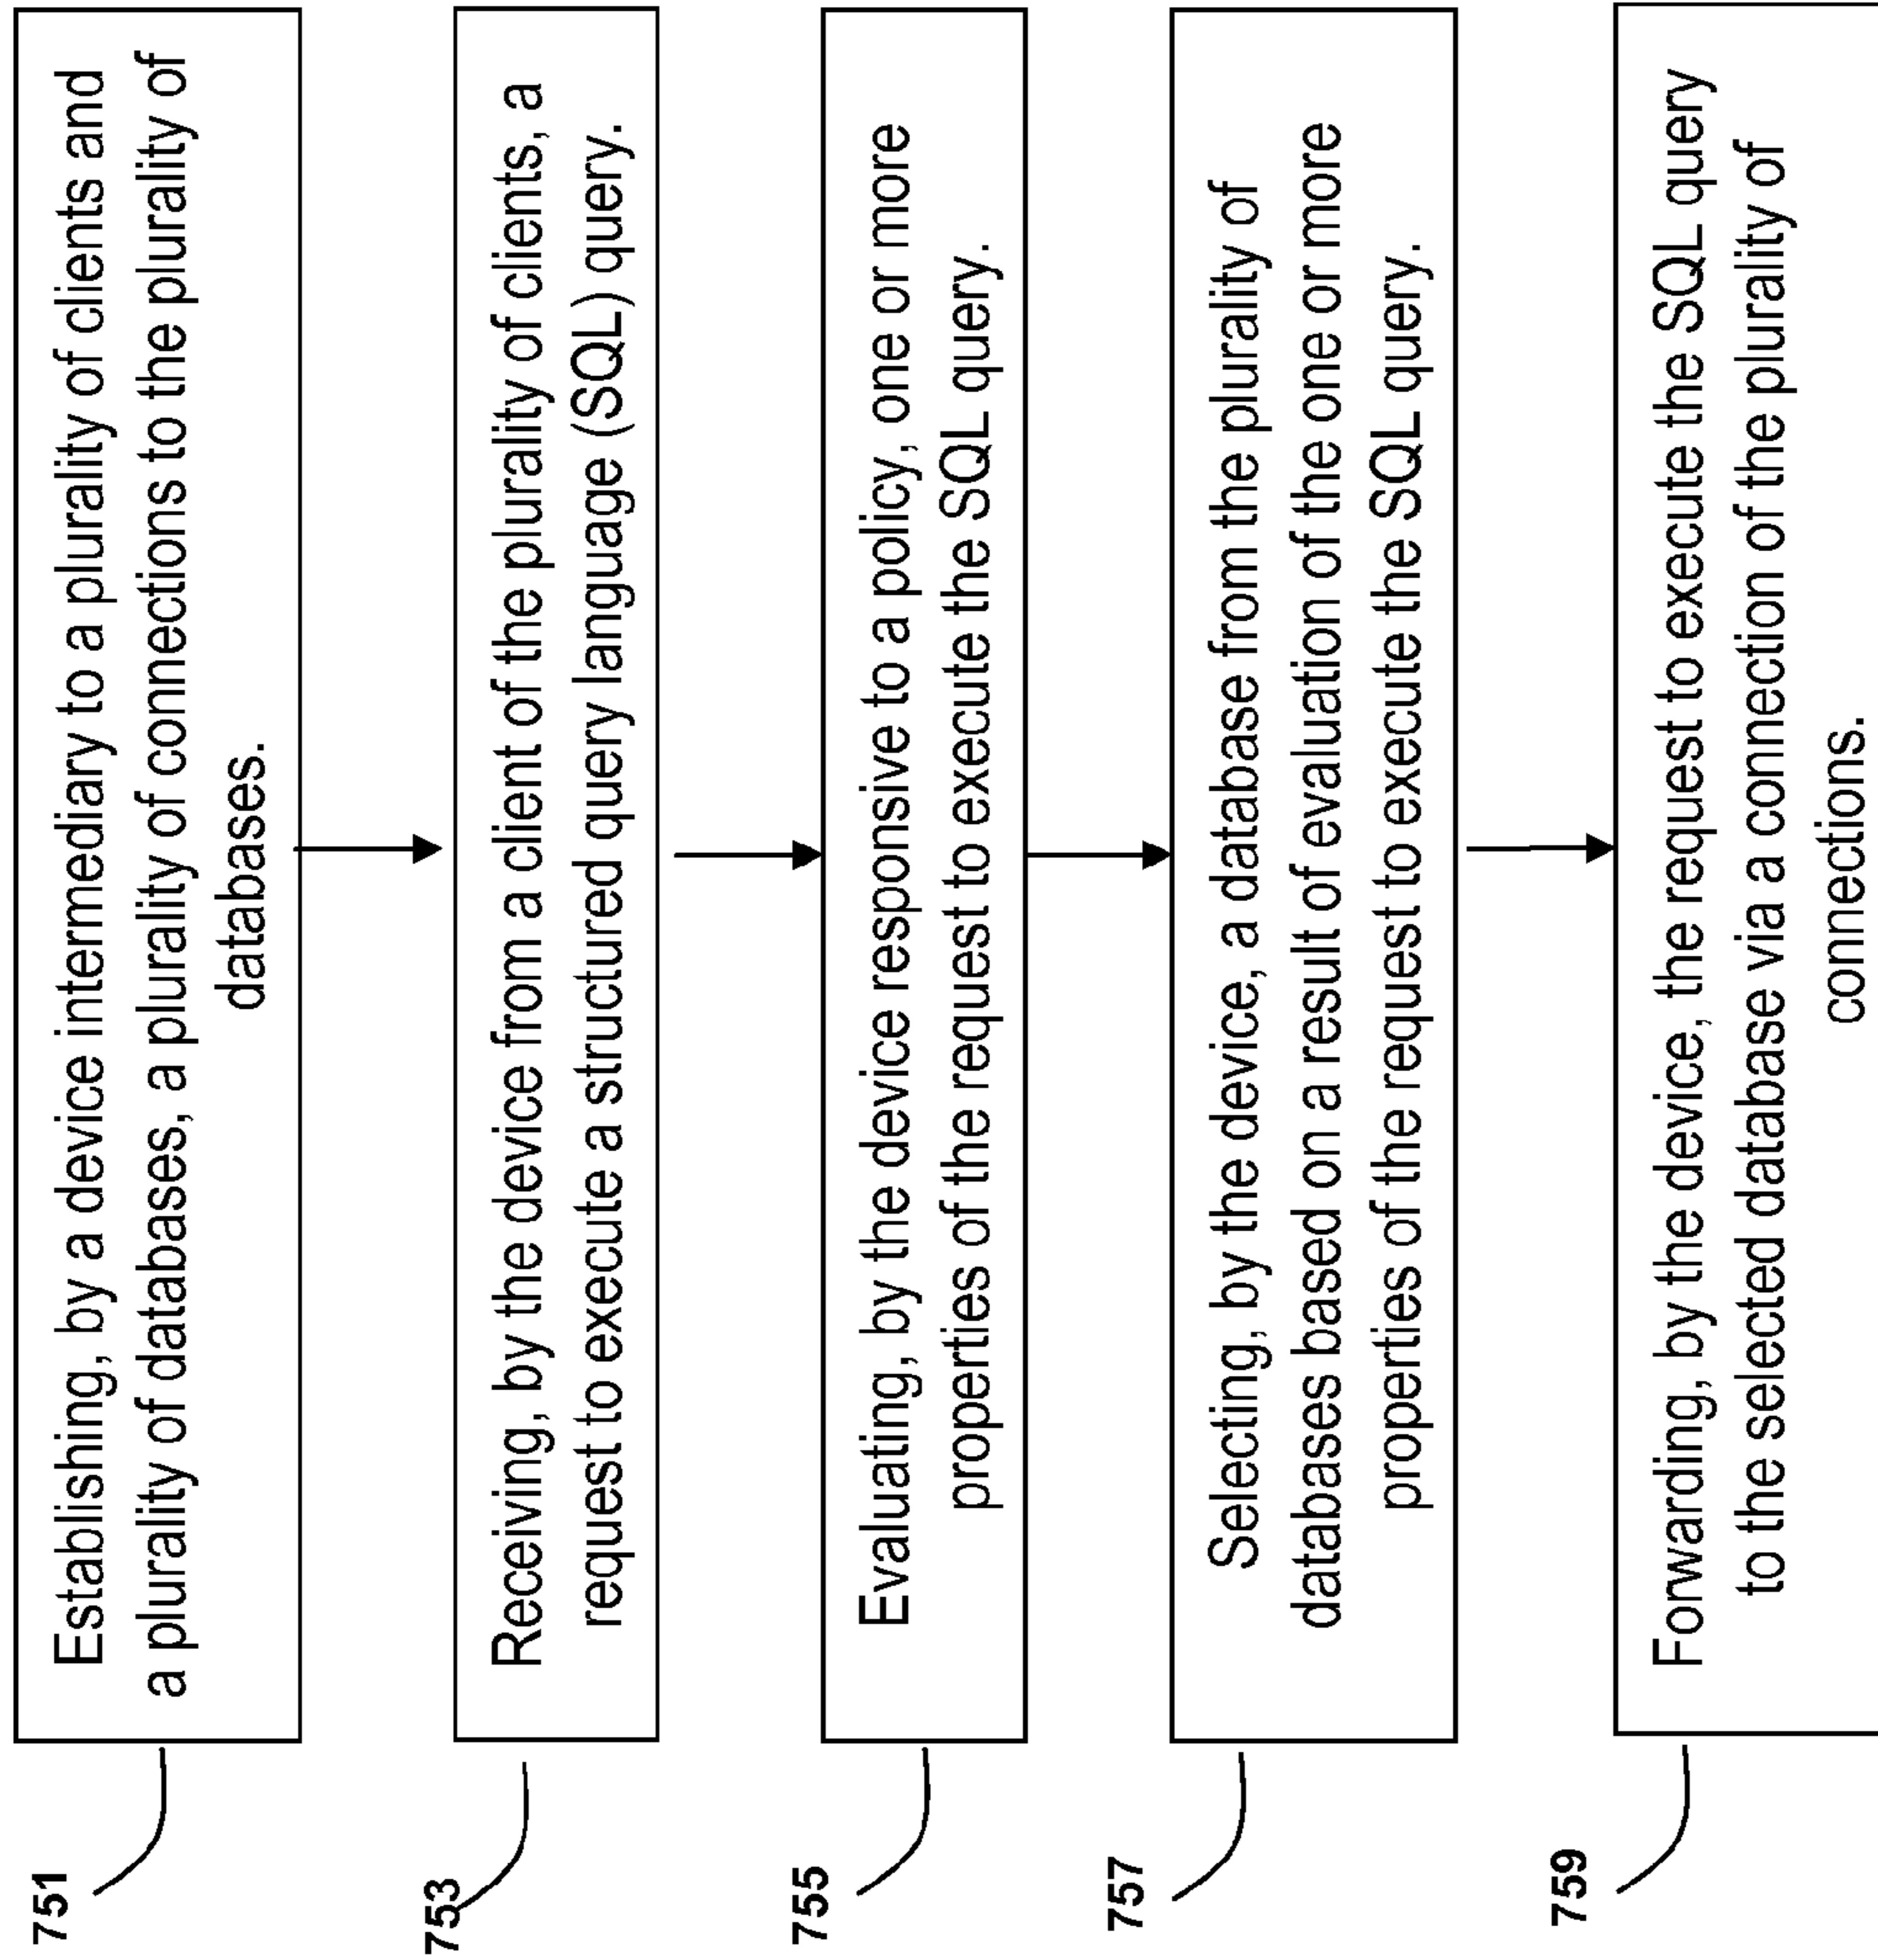 751
Establishing, by a device intermediary to a plurality of clients and
a plurality of databases, a plurality of connections to the plurality of
databases.
753
Receiving, by the device from a client of the plurality of clients, a
request to execute a structured query language (SQL) query.
755
Evaluating, by the device responsive to a policy, one or more
properties of the request to execute the SQL query.
757
Selecting, by the device, a database from the plurality of
databases based on a result of evaluation of the one or more
properties of the request to execute the SQL query.
759
Forwarding, by the device, the request to execute the SQL query
to the selected database via a connection of the plurality of
connections.